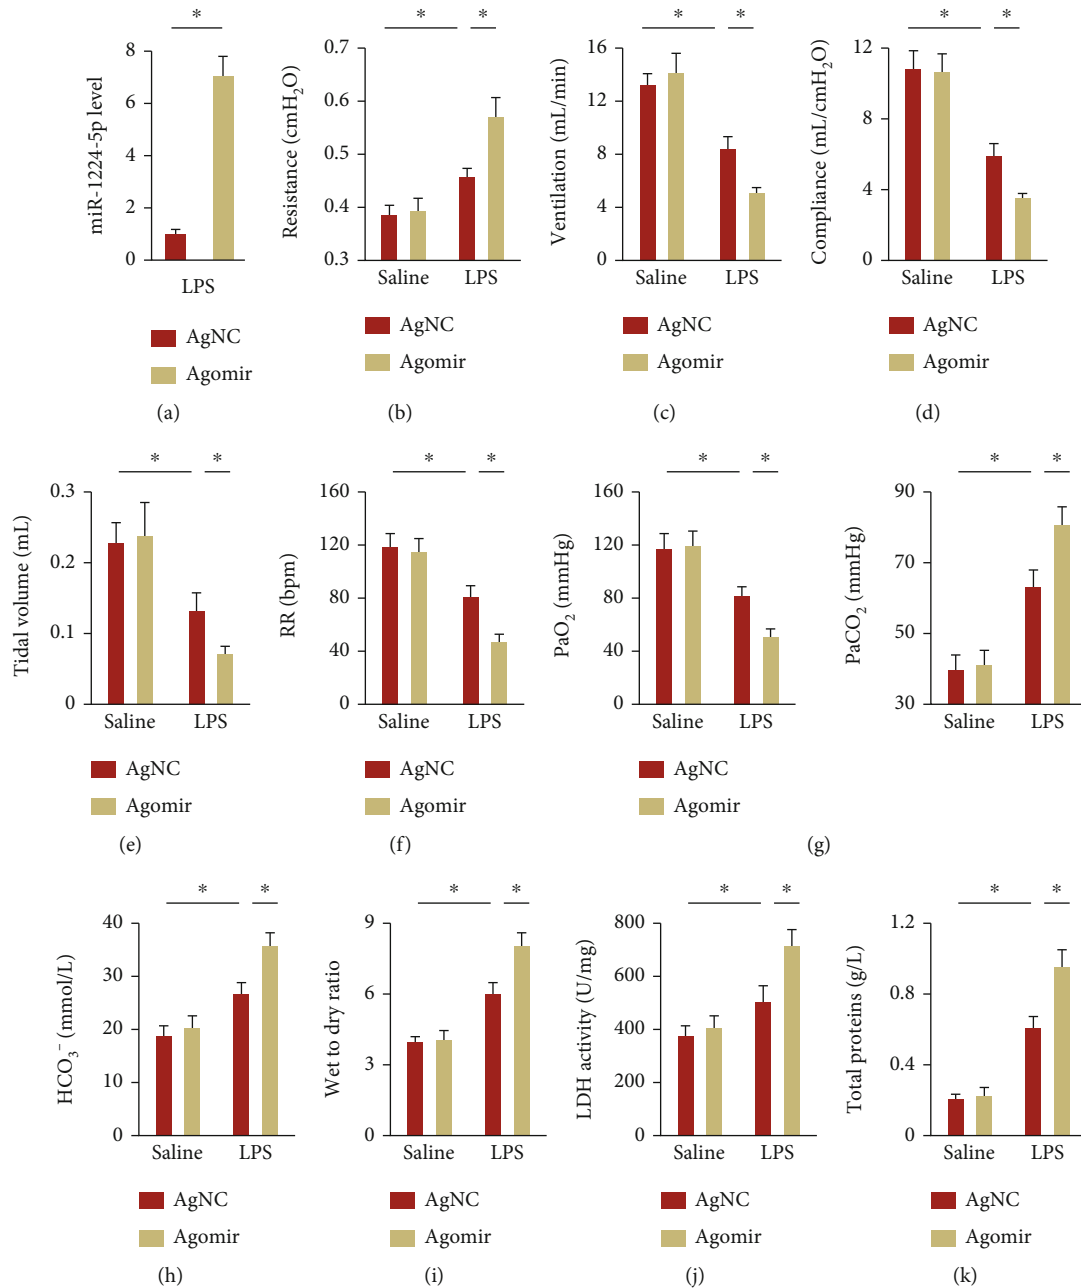 *
8
6
4
2
0
miR-1224-5p level
LPS
AgNC
Agomir
(a)
* *
0.7
0.6
0.5
0.4
0.3
Resistance (cmH₂O)
Saline LPS
AgNC
Agomir
(b)
* *
16
12
8
4
0
Ventilation (mL/min)
Saline LPS
AgNC
Agomir
(c)
* *
12
8
4
0
Compliance (mL/cmH₂O)
Saline LPS
AgNC
Agomir
(d)
* *
0.3
0.2
0.1
0
Tidal volume (mL)
Saline LPS
AgNC
Agomir
(e)
* *
160
120
80
40
0
RR (bpm)
Saline LPS
AgNC
Agomir
(f)
* *
160
120
80
40
0
PaO₂ (mmHg)
Saline LPS
AgNC
Agomir
* *
90
70
50
30
PaCO₂ (mmHg)
Saline LPS
(g)
* *
40
30
20
10
0
HCO₃⁻ (mmol/L)
Saline LPS
AgNC
Agomir
(h)
* *
9
6
3
0
Wet to dry ratio
Saline LPS
AgNC
Agomir
(i)
* *
800
600
400
200
0
LDH activity (U/mg)
Saline LPS
AgNC
Agomir
(j)
* *
1.2
0.8
0.4
0
Total proteins (g/L)
Saline LPS
AgNC
Agomir
(k)